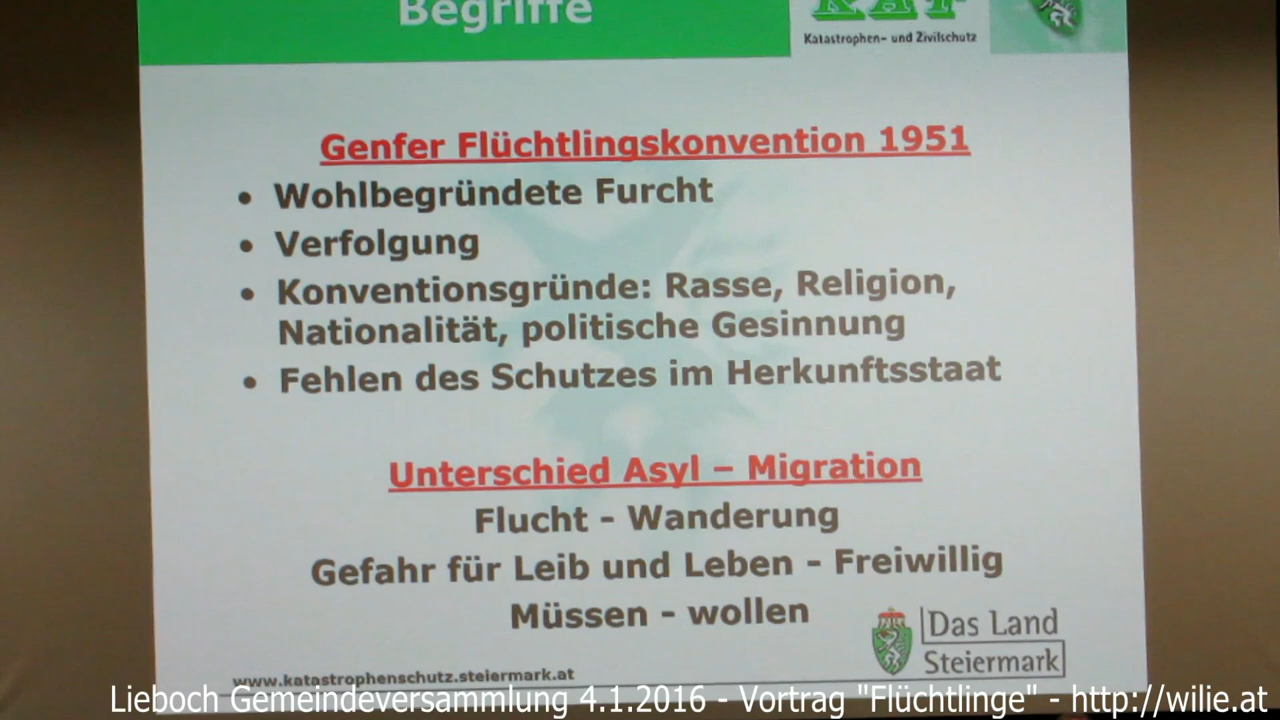 Begriffe
KAT
Katastrophen- und Zivilschutz
Genfer Flüchtlingskonvention 1951
• Wohlbegründete Furcht
• Verfolgung
• Konventionsgründe: Rasse, Religion,
Nationalität, politische Gesinnung
• Fehlen des Schutzes im Herkunftsstaat
Unterschied Asyl – Migration
Flucht - Wanderung
Gefahr für Leib und Leben - Freiwillig
Müssen - wollen
Das Land
Steiermark
www.katastrophenschutz.steiermark.at
Lieboch Gemeindeversammlung 4.1.2016 - Vortrag "Flüchtlinge" - http://wilie.at